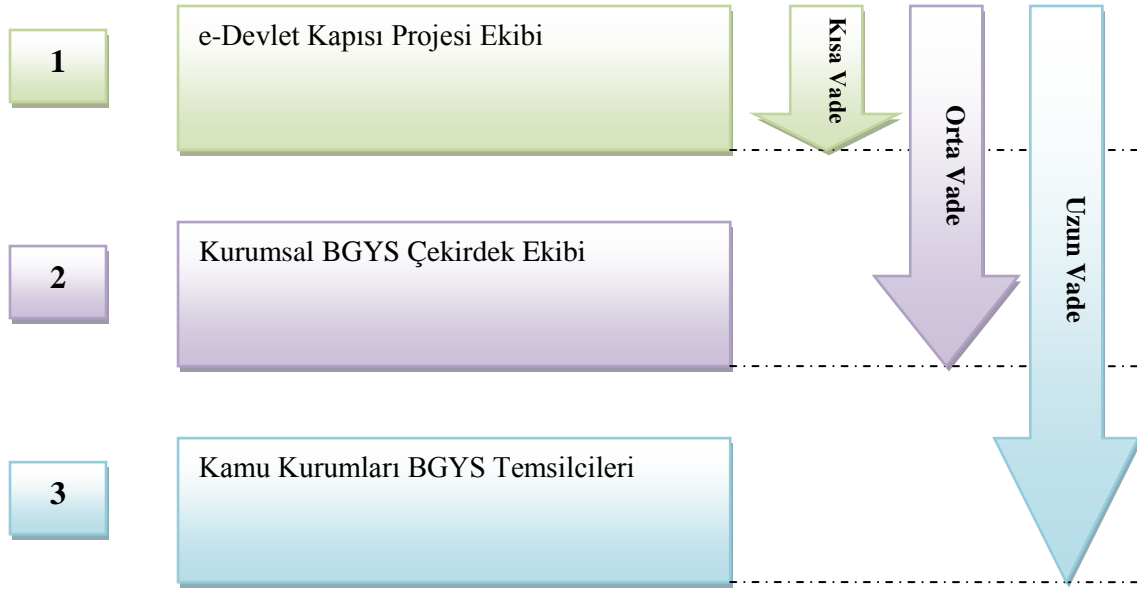 1
e-Devlet Kapısı Projesi Ekibi
Kısa Vade
Orta Vade
Uzun Vade
2
Kurumsal BGYS Çekirdek Ekibi
3
Kamu Kurumları BGYS Temsilcileri